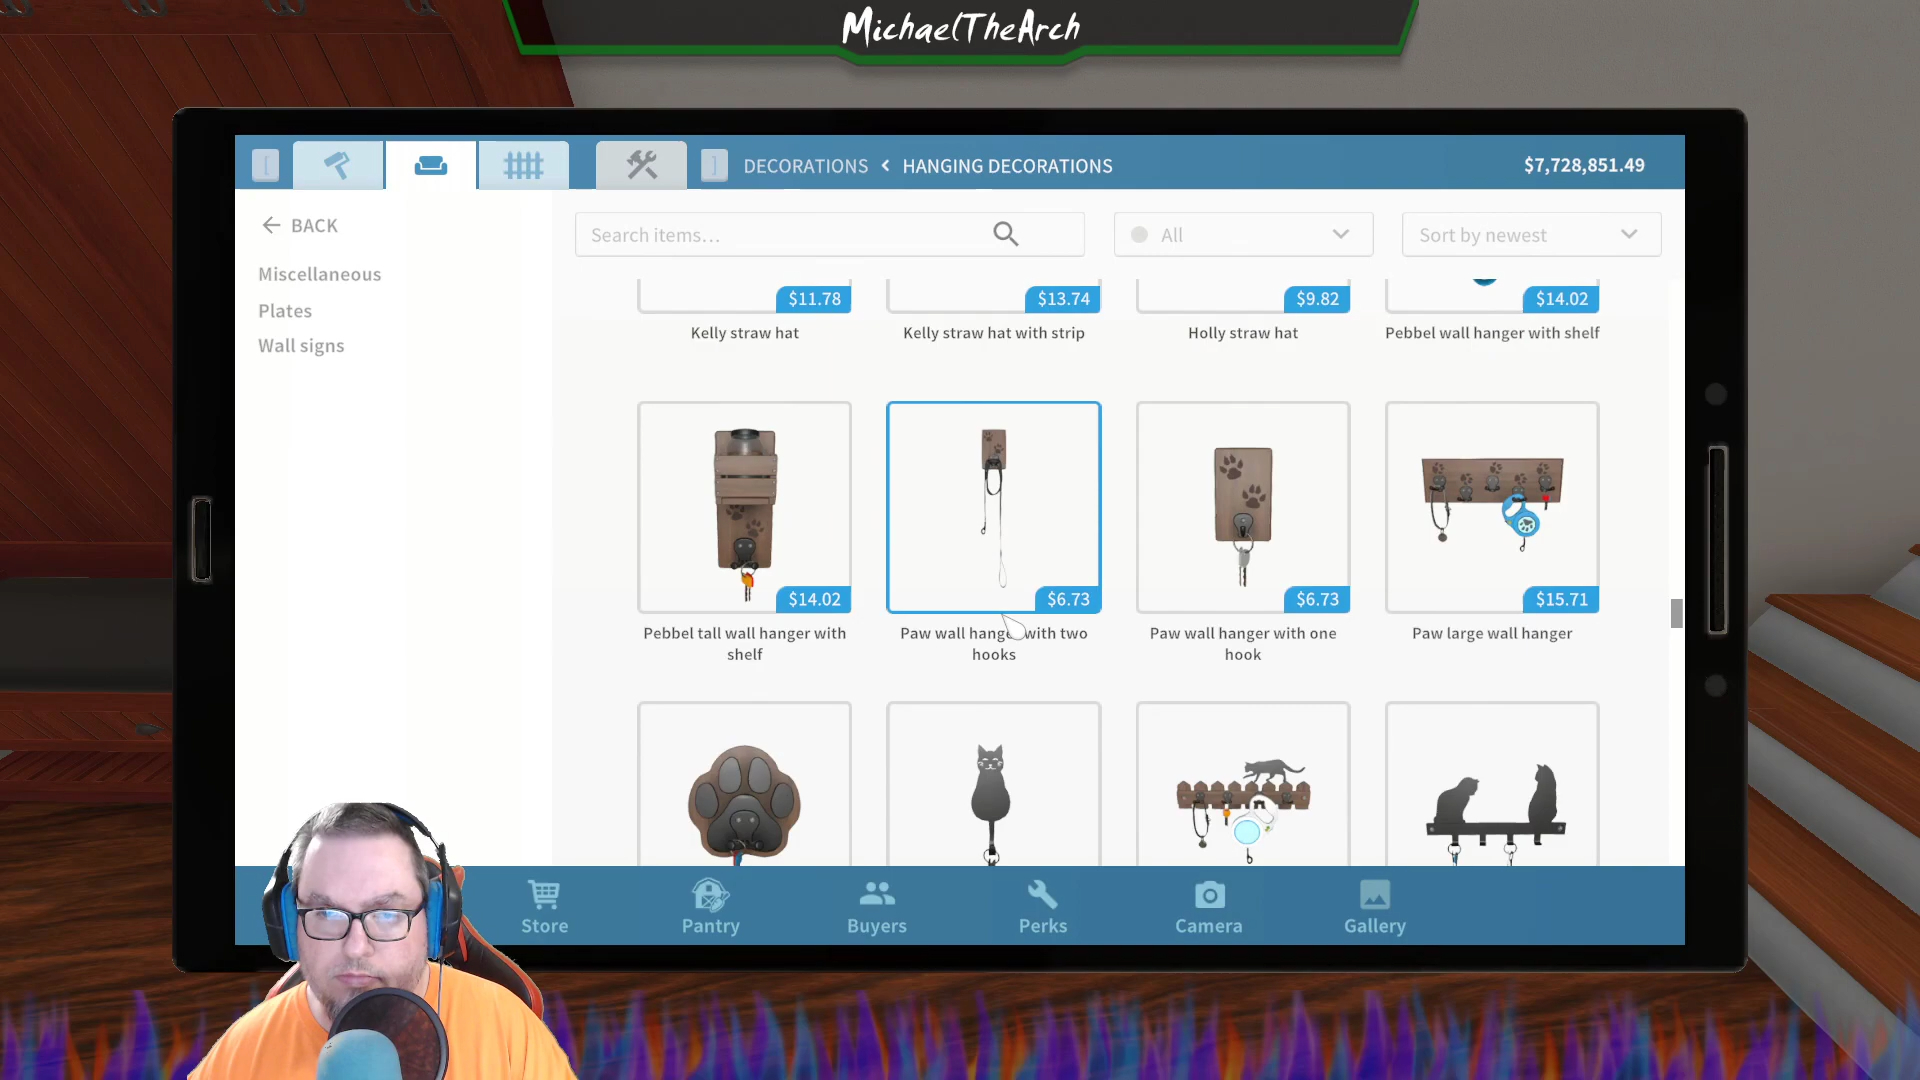 MichaelTheArch
[
]
DECORATIONS
HANGING DECORATIONS
$7,728,851.49
BACK
Search items...
All
Sort by newest
Miscellaneous
Plates
Wall signs
$11.78
$13.74
$9.82
$14.02
Kelly straw hat
Kelly straw hat with strip
Holly straw hat
Pebbel wall hanger with shelf
$14.02
$6.73
$6.73
$15.71
Pebbel tall wall hanger with
shelf
Paw wall hanger with two
hooks
Paw wall hanger with one
hook
Paw large wall hanger
Store
Pantry
Buyers
Perks
Camera
Gallery